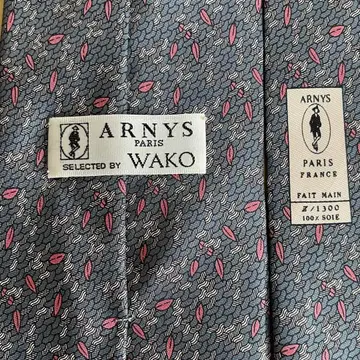 ARNYS
PARIS
SELECTED BY WAKO
ARNYS
PARIS
FRANCE
FAIT MAIN
/1300
100% SOIE